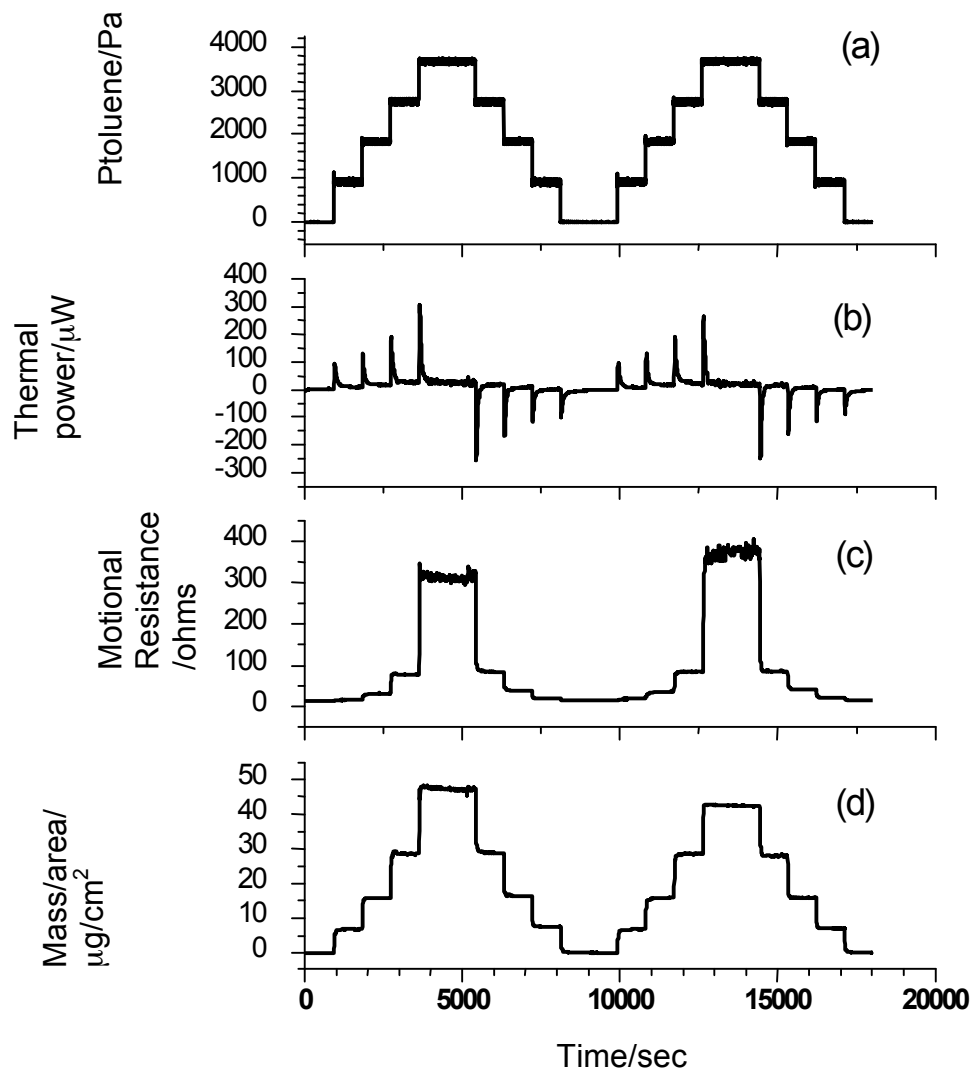 Ptoluene/Pa
4000
3000
2000
1000
0
(a)
Thermal
power/μW
400
300
200
100
0
-100
-200
-300
(b)
Motional
Resistance
/ohms
400
300
200
100
0
(c)
Mass/area/
μg/cm²
50
40
30
20
10
0
(d)
0 5000 10000 15000 20000
Time/sec